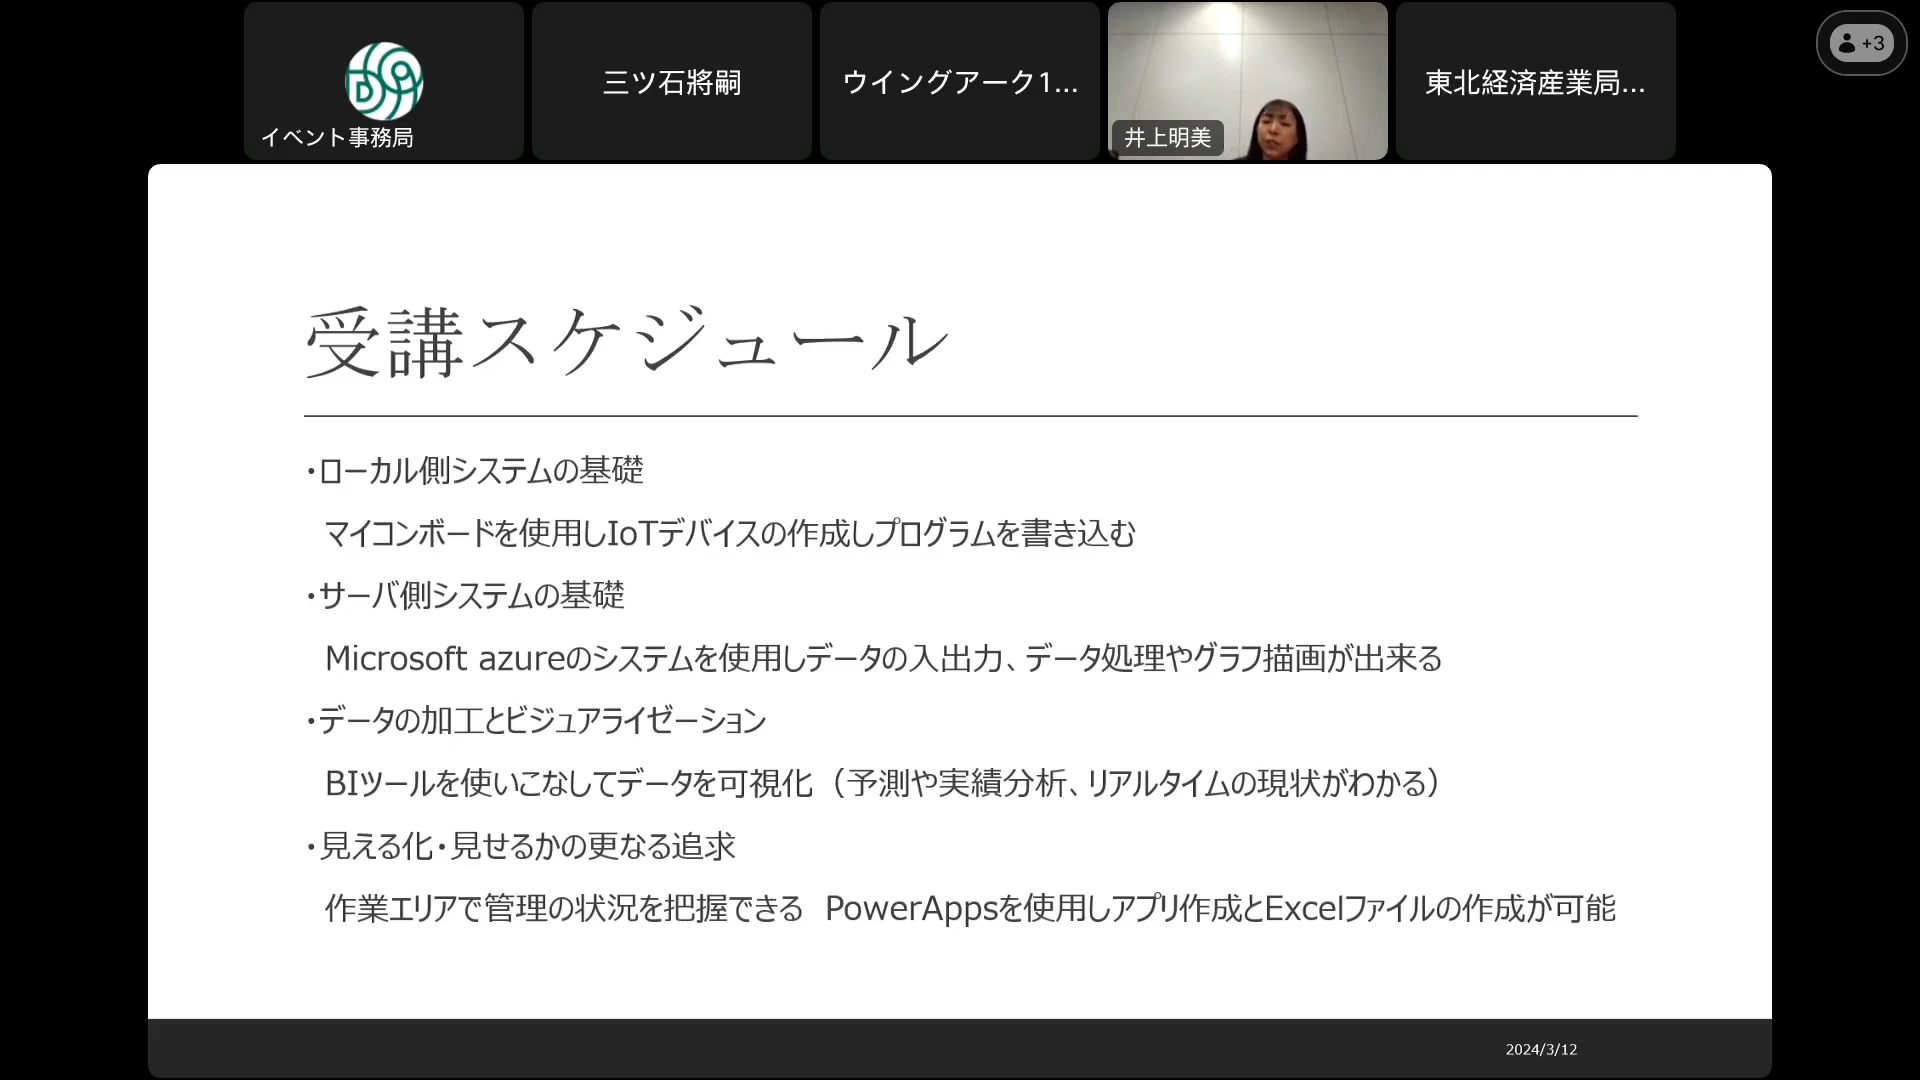 イベント事務局
三ツ石將嗣
ウイングアーク1...
井上明美
東北経済産業局...
+3
受講スケジュール
・ローカル側システムの基礎
マイコンボードを使用しIoTデバイスの作成しプログラムを書き込む
・サーバ側システムの基礎
Microsoft azureのシステムを使用しデータの入出力、データ処理やグラフ描画が出来る
・データの加工とビジュアライゼーション
BIツールを使いこなしてデータを可視化（予測や実績分析、リアルタイムの現状がわかる）
・見える化・見せるかの更なる追求
作業エリアで管理の状況を把握できる PowerAppsを使用しアプリ作成とExcelファイルの作成が可能
2024/3/12